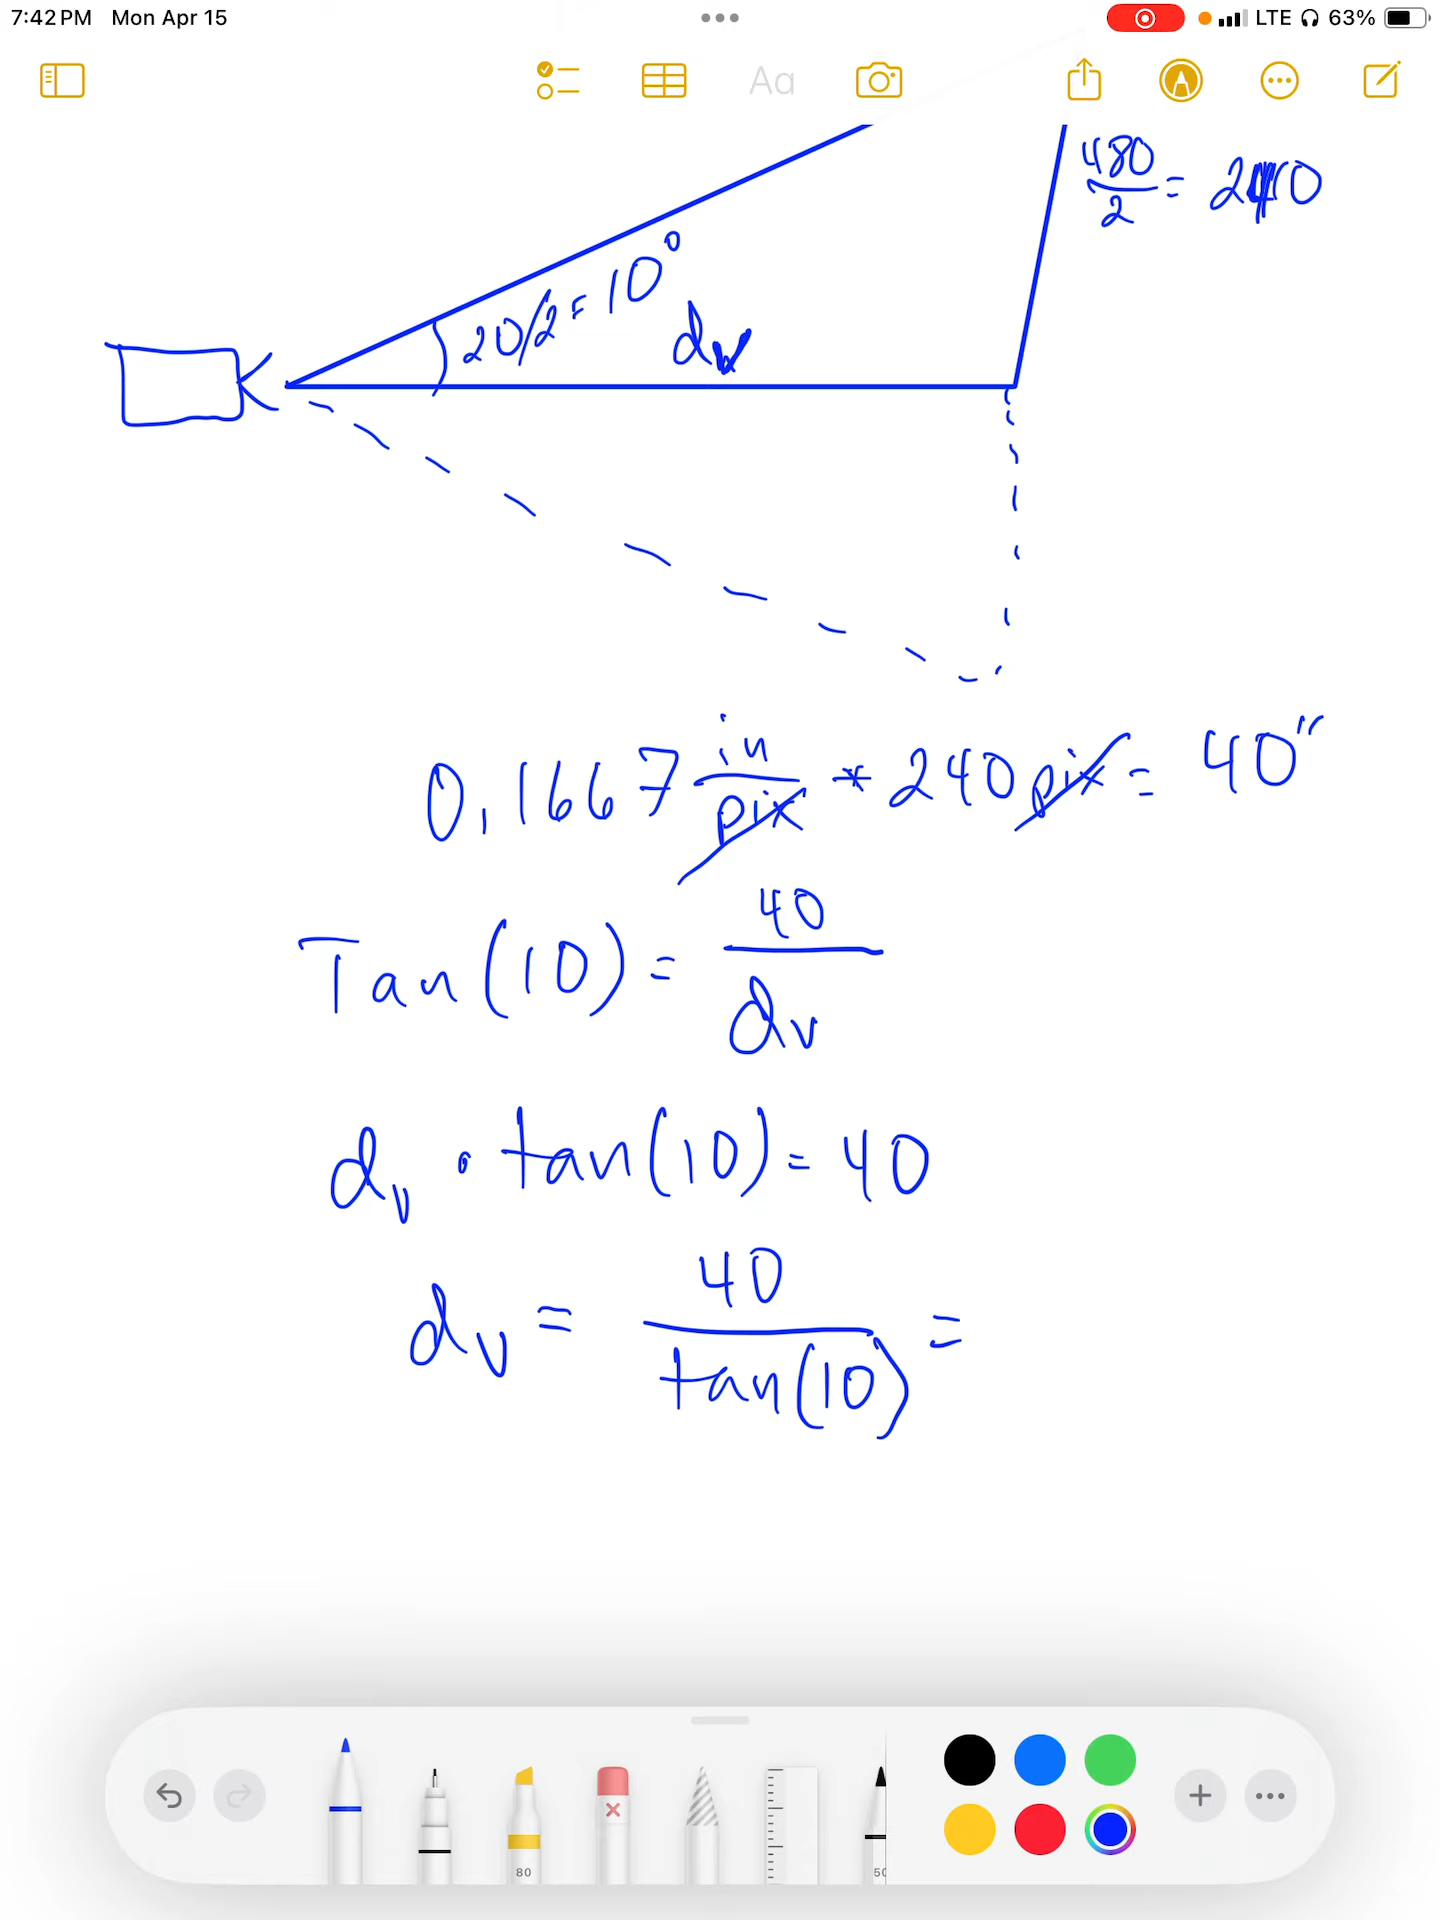 7:42 PM Mon Apr 15
LTE 63%
Aa
480/2 = 240
20/2 = 10°
dv
0.1667 in/pix * 240 pix = 40"
Tan(10) = 40/dv
dv · tan(10) = 40
dv = 40/tan(10) =
80
50